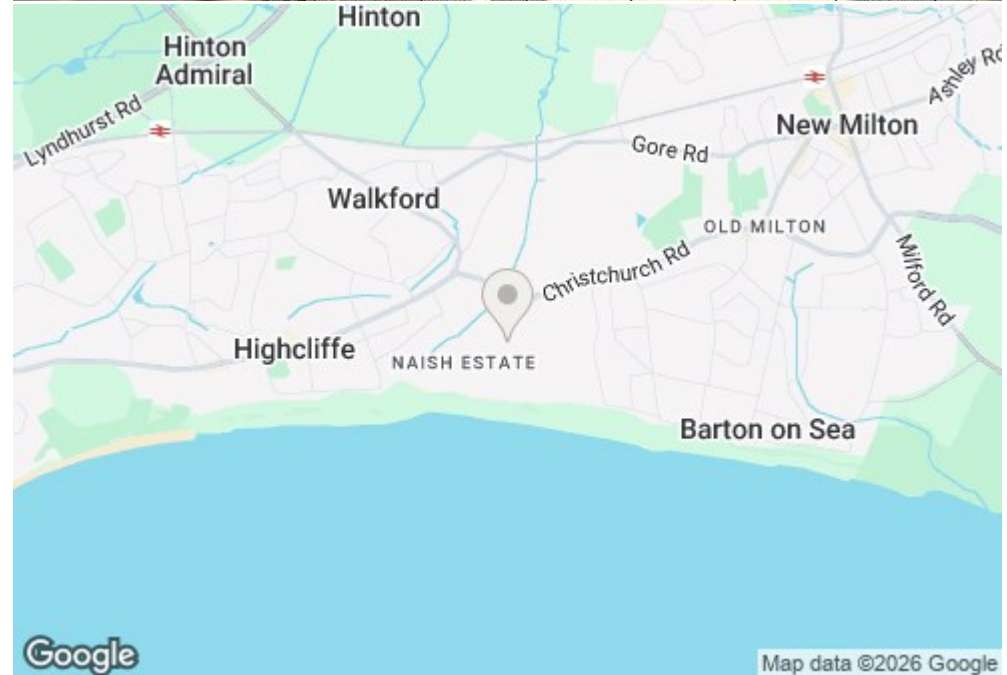 Hinton
Hinton
Admiral
Lyndhurst Rd
Ashley Rd
New Milton
Gore Rd
Walkford
OLD MILTON
Christchurch Rd
Milford Rd
Highcliffe
NAISH ESTATE
Barton on Sea
Google
Map data ©2026 Google